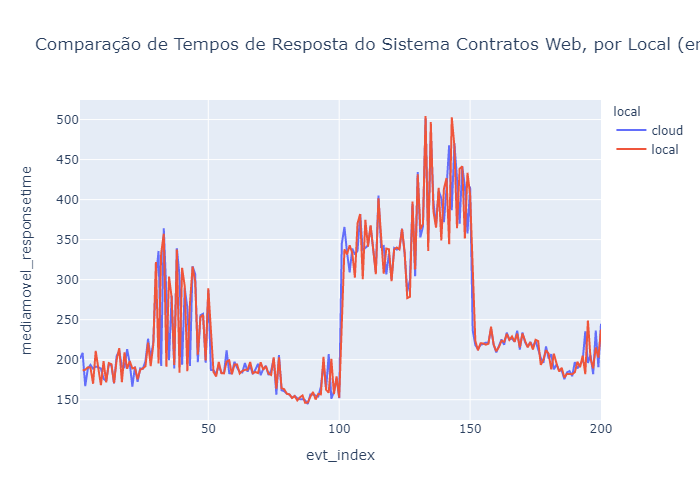 Comparação de Tempos de Resposta do Sistema Contratos Web, por Local (em
local
cloud
local
mediamovel_responsetime
500
450
400
350
300
250
200
150
50
100
150
200
evt_index